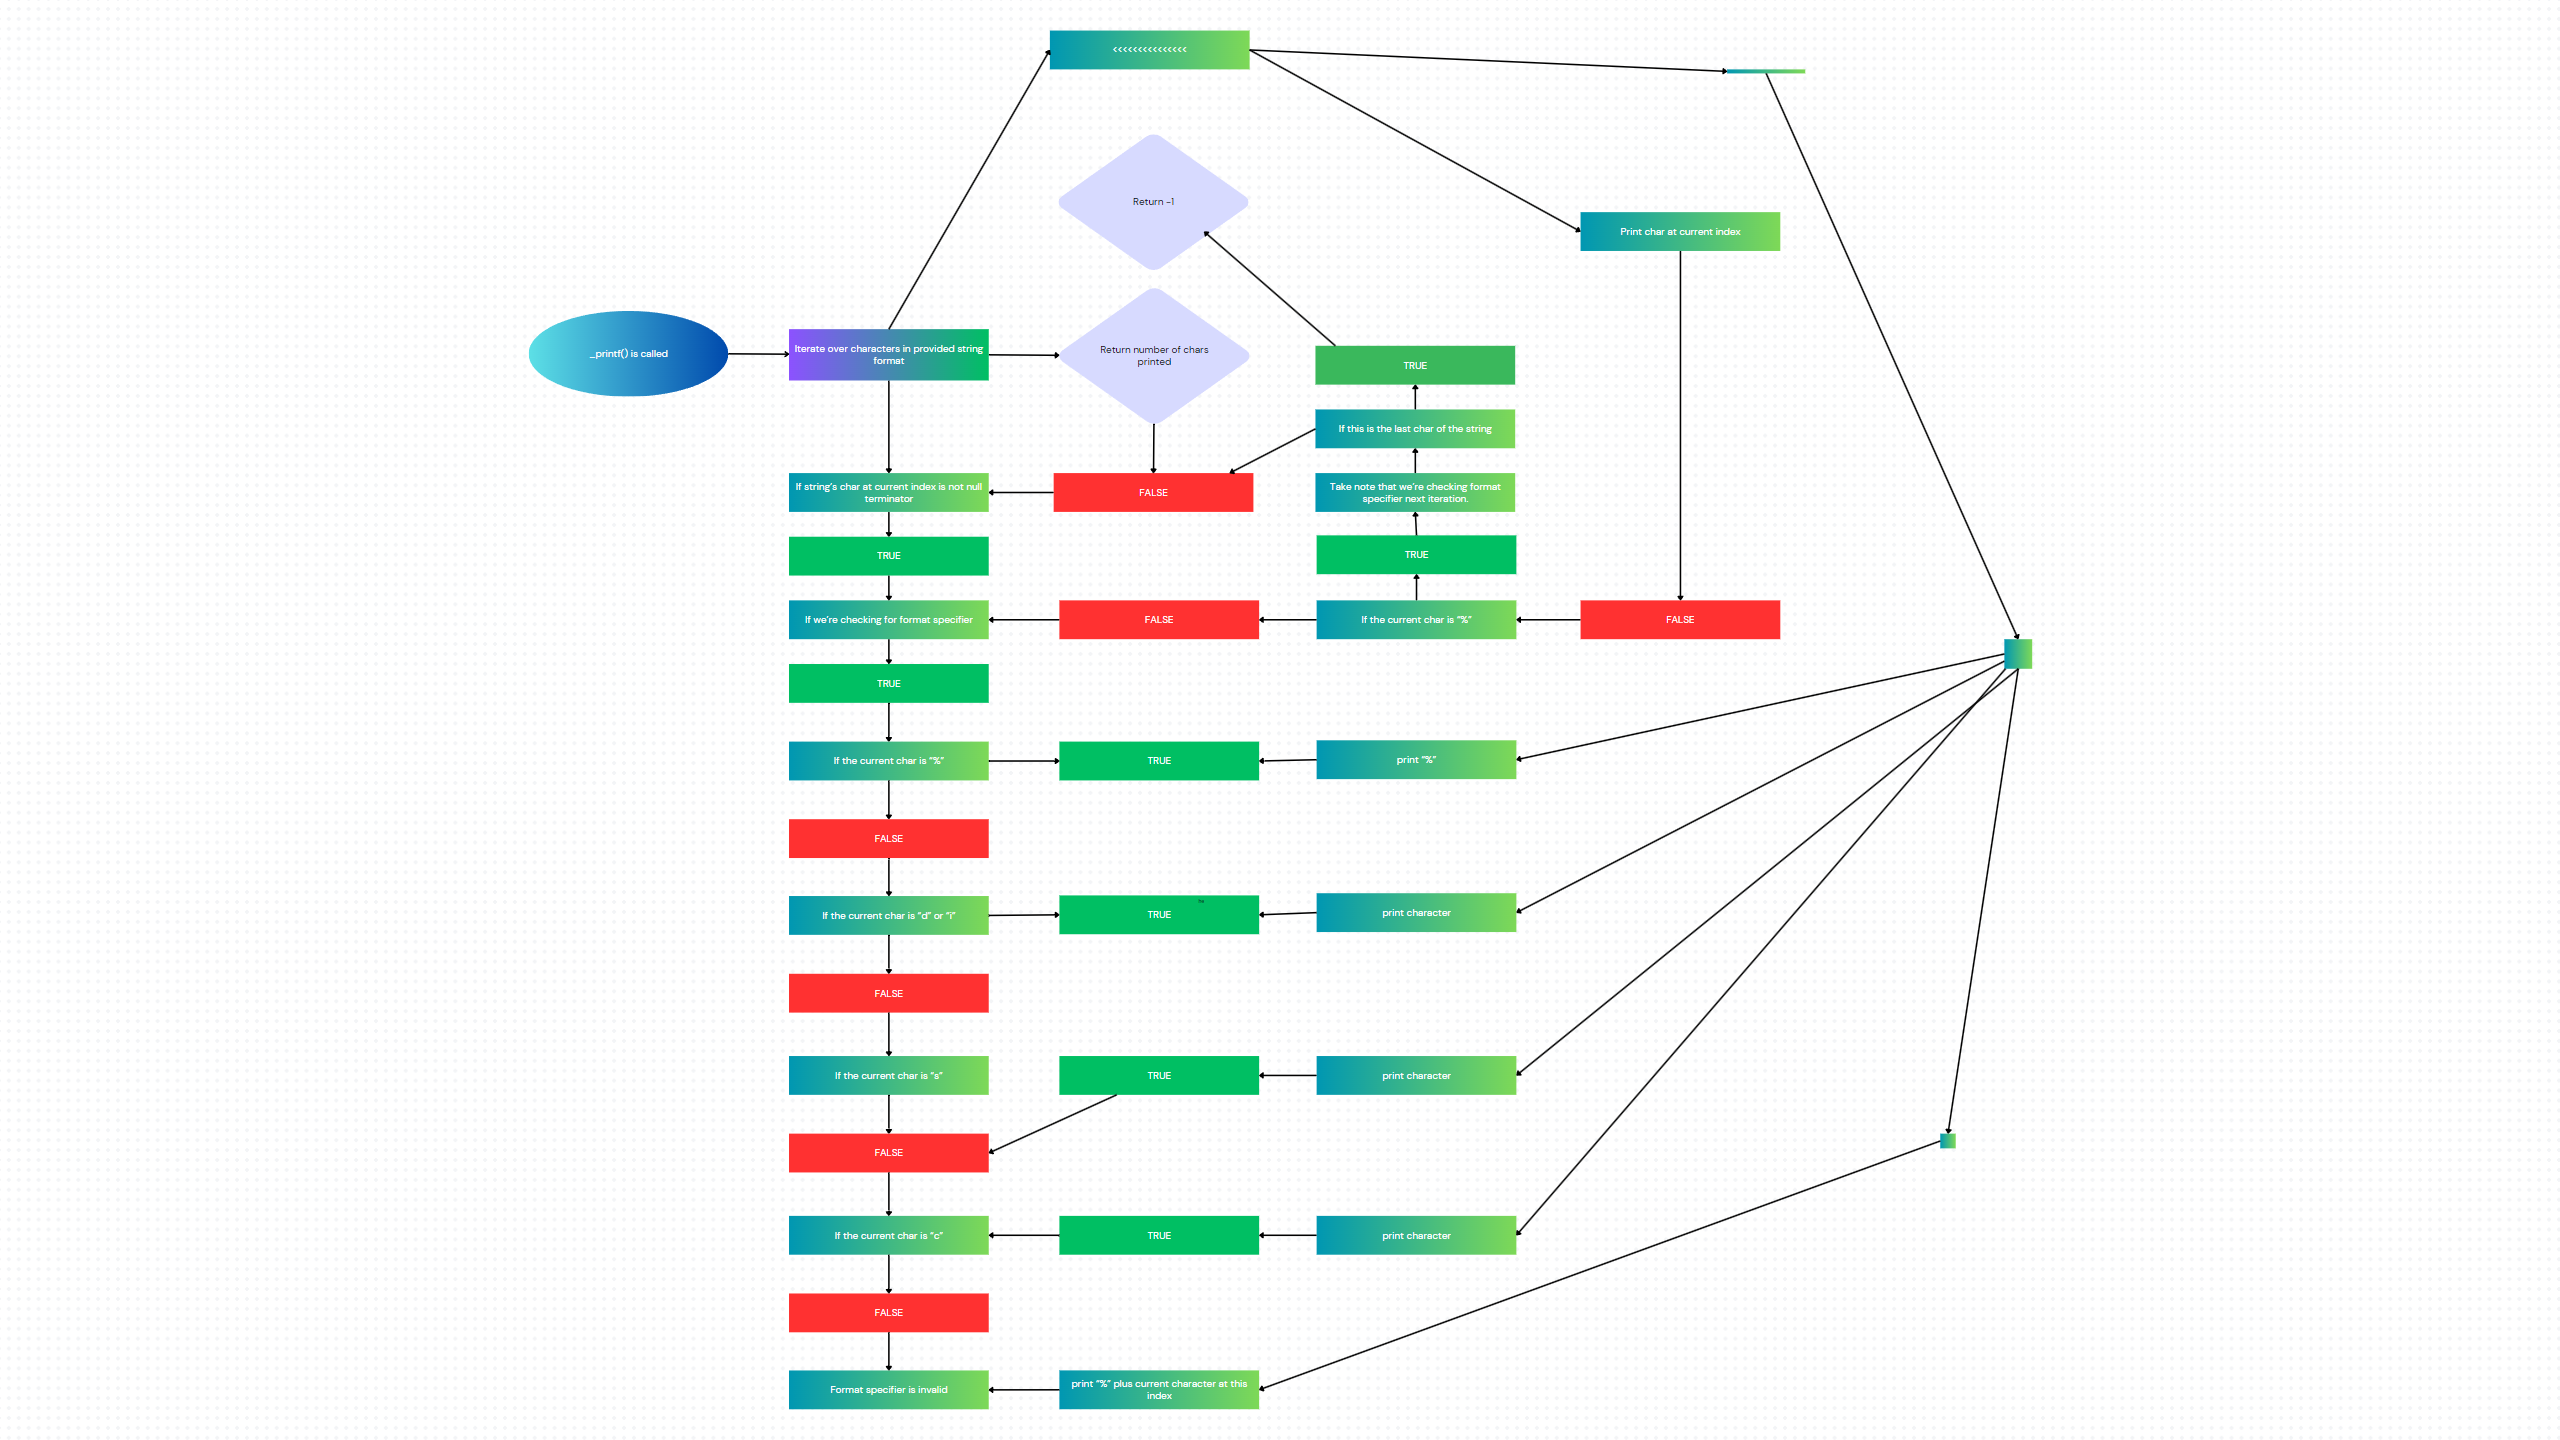 <<<<<<<<<<<<<<<
Return -1
Print char at current index
_printf() is called
Iterate over characters in provided string
format
Return number of chars
printed
TRUE
If this is the last char of the string
If string's char at current index is not null
terminator
FALSE
Take note that we're checking format
specifier next iteration.
TRUE
TRUE
If we're checking for format specifier
FALSE
If the current char is "%"
FALSE
TRUE
If the current char is "%"
TRUE
print "%"
FALSE
If the current char is "d" or "i"
TRUE
print character
FALSE
If the current char is "s"
TRUE
print character
FALSE
If the current char is "c"
TRUE
print character
FALSE
Format specifier is invalid
print "%" plus current character at this
index